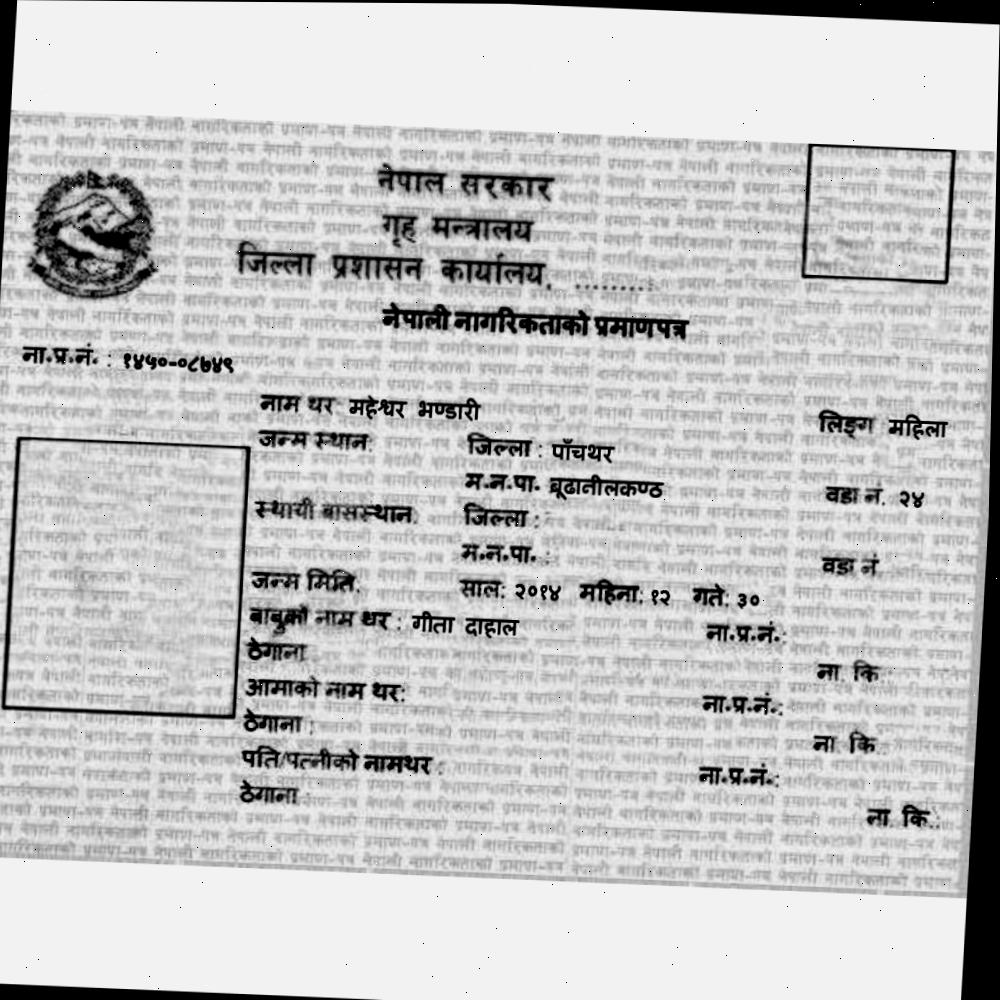 नेपाल सरकार
गृह मन्त्रालय
जिल्ला प्रशासन कार्यालय, .........
नेपाली नागरिकताको प्रमाणपत्र
ना.प्र.नं. : १४५०-०८७४९
नाम थर: महेश्वर भण्डारी लिङ्ग महिला
जन्म स्थान: जिल्ला : पाँचथर
म.न.पा. बूढानीलकण्ठ वडा नं. २४
स्थायी बासस्थान: जिल्ला :
म.न.पा. : वडा नं
जन्म मिति: साल: २०१४ महिना: १२ गते: ३०
बाबुको नाम थर : गीता दाहाल ना.प्र.नं.:
ठेगाना ना. कि.:
आमाको नाम थर: ना.प्र.नं.:
ठेगाना : ना. कि.:
पति/पत्नीको नामथर : ना.प्र.नं.:
ठेगाना ना. कि.: